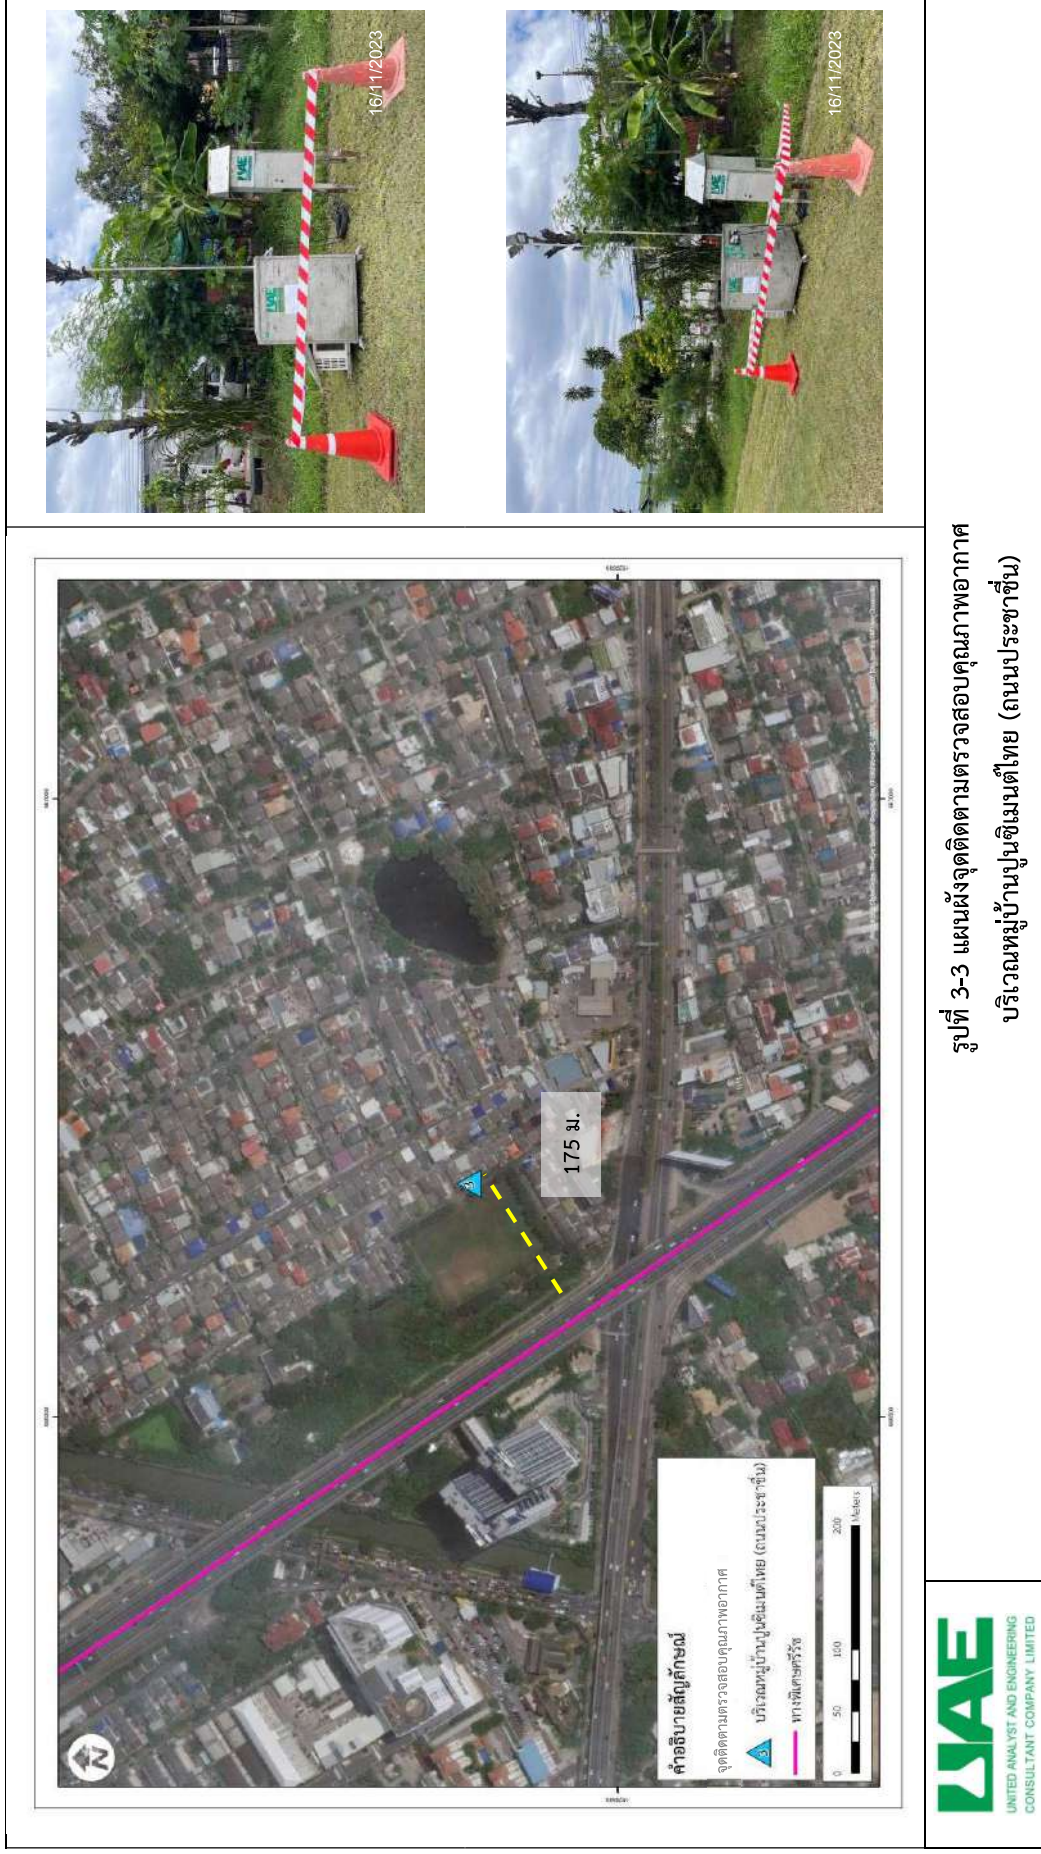 16/11/2023
16/11/2023
175 ม.
3
N
คำอธิบายสัญลักษณ์
จุดติดตามตรวจสอบคุณภาพอากาศ
3 บริเวณหมู่บ้านปูนซิเมนต์ไทย (ถนนประชาชื่น)
ทางพิเศษศรีรัช
0 50 100 200
Meters
รูปที่ 3-3 แผนผังจุดติดตามตรวจสอบคุณภาพอากาศ
บริเวณหมู่บ้านปูนซิเมนต์ไทย (ถนนประชาชื่น)
UAE
UNITED ANALYST AND ENGINEERING
CONSULTANT COMPANY LIMITED